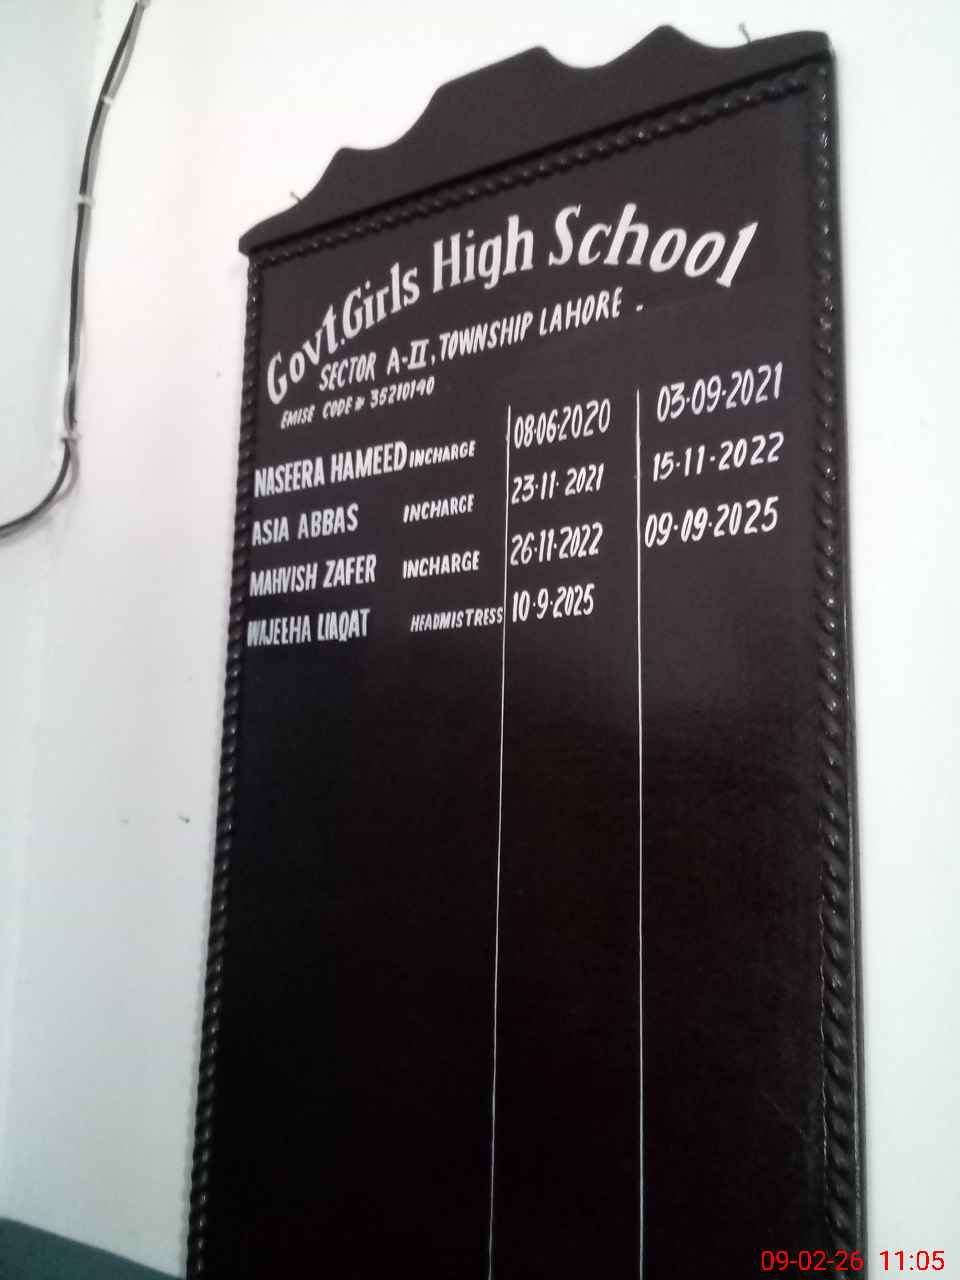 Govt. Girls High School
SECTOR A-II, TOWNSHIP LAHORE -
EMISE CODE# 35210190
NASEERA HAMEED INCHARGE 08·06·2020 03·09·2021
ASIA ABBAS INCHARGE 23·11·2021 15·11·2022
MAHVISH ZAFER INCHARGE 26·11·2022 09·09·2025
WAJEEHA LIAQAT HEADMISTRESS 10·9·2025
09-02-26 11:05